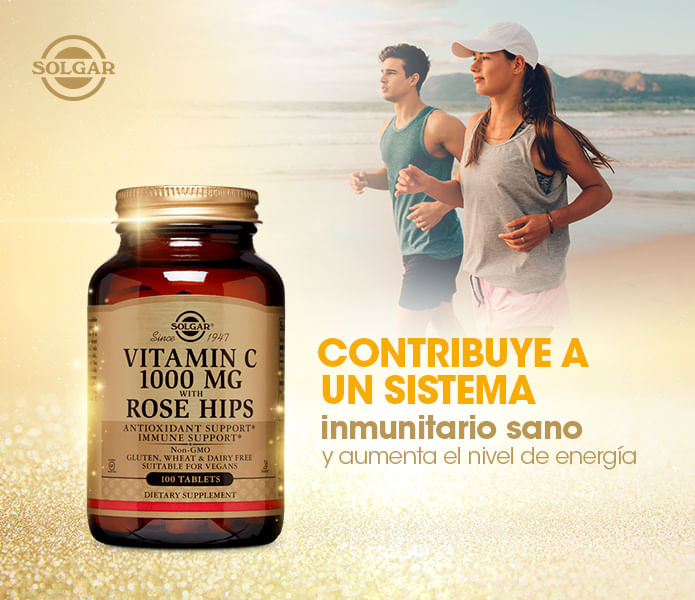 SOLGAR
SOLGAR®
Since 1947
VITAMIN C
1000 MG
WITH
ROSE HIPS
ANTIOXIDANT SUPPORT*
IMMUNE SUPPORT*
Non-GMO
GLUTEN, WHEAT & DAIRY FREE
SUITABLE FOR VEGANS
100 TABLETS
DIETARY SUPPLEMENT
CONTRIBUYE A
UN SISTEMA
inmunitario sano
y aumenta el nivel de energía